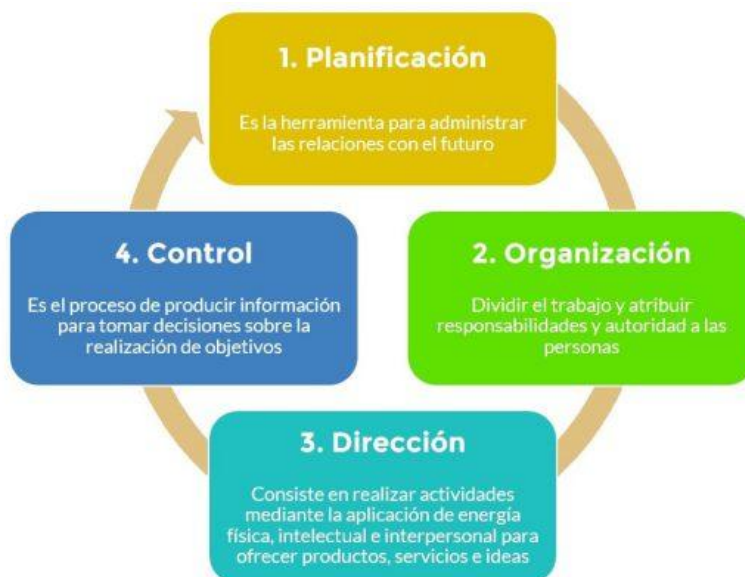 1. Planificación
Es la herramienta para administrar
las relaciones con el futuro
2. Organización
Dividir el trabajo y atribuir
responsabilidades y autoridad a las
personas
3. Dirección
Consiste en realizar actividades
mediante la aplicación de energía
física, intelectual e interpersonal para
ofrecer productos, servicios e ideas
4. Control
Es el proceso de producir información
para tomar decisiones sobre la
realización de objetivos